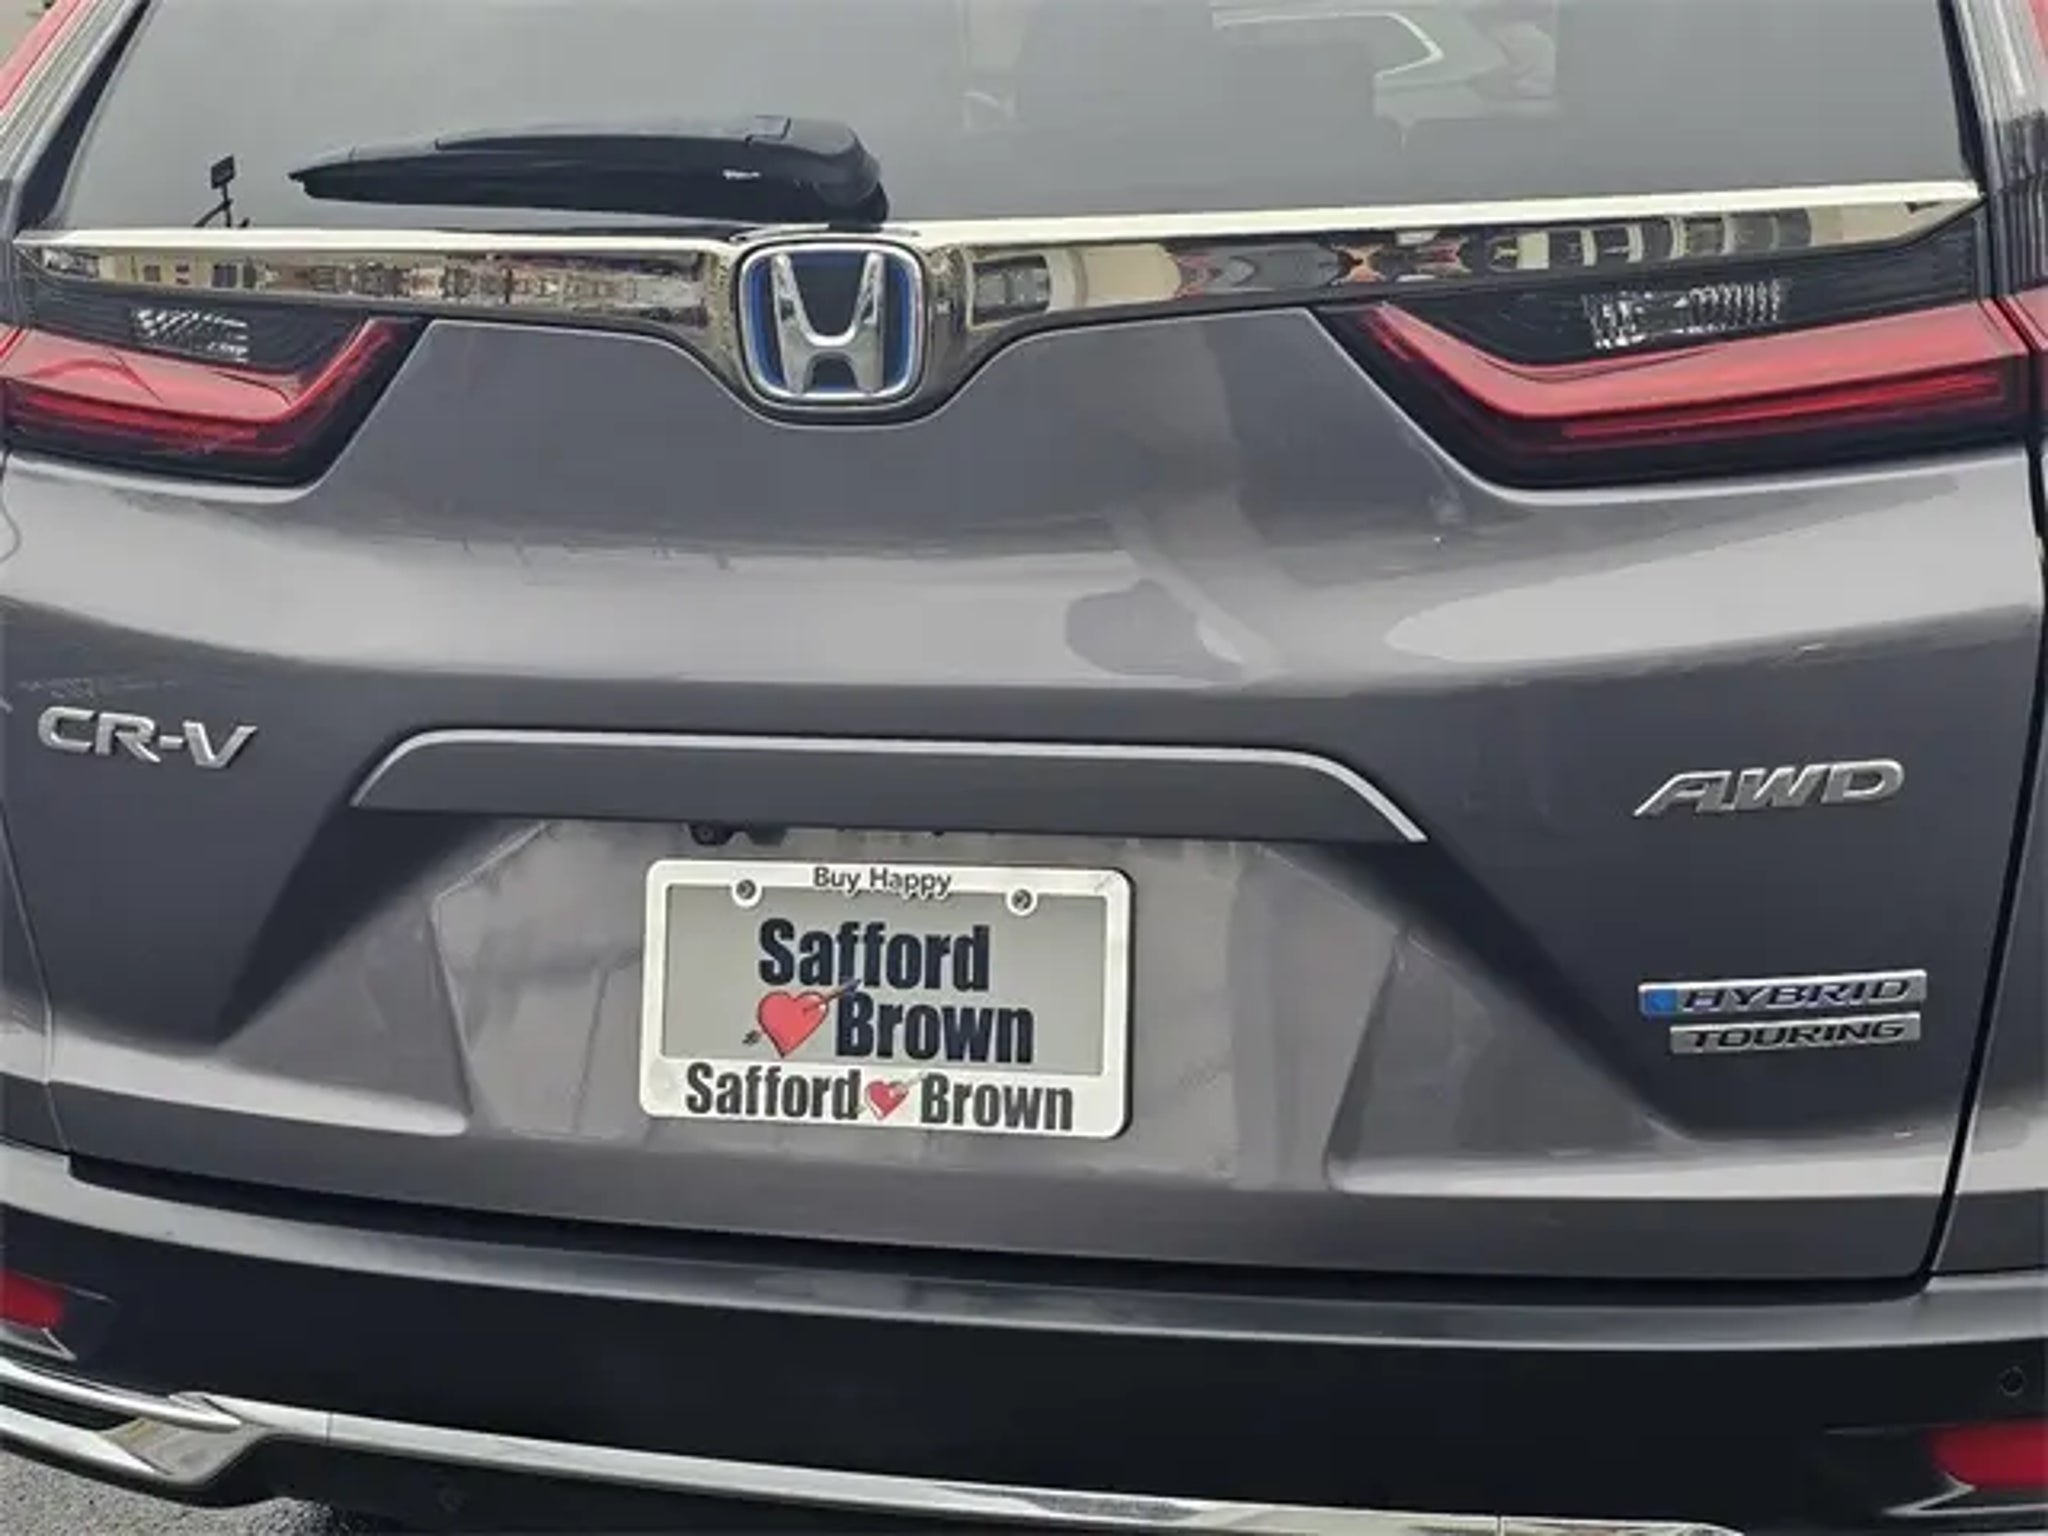 CR-V
AWD
Buy Happy
Safford
Brown
Safford Brown
HYBRID
TOURING